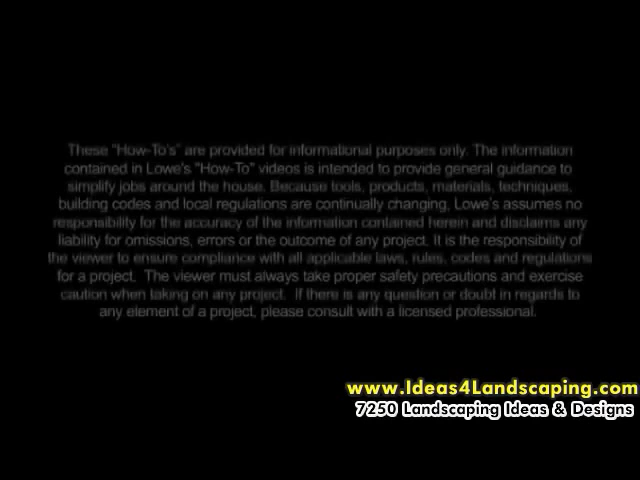 These "How-To's" are provided for informational purposes only. The information
contained in Lowe's "How-To" videos is intended to provide general guidance to
simplify jobs around the house. Because tools, products, materials, techniques,
building codes and local regulations are continually changing, Lowe's assumes no
responsibility for the accuracy of the information contained herein and disclaims any
liability for omissions, errors or the outcome of any project. It is the responsibility of
the viewer to ensure compliance with all applicable laws, rules, codes and regulations
for a project. The viewer must always take proper safety precautions and exercise
caution when taking on any project. If there is any question or doubt in regards to
any element of a project, please consult with a licensed professional.
www.Ideas4Landscaping.com
7250 Landscaping Ideas & Designs